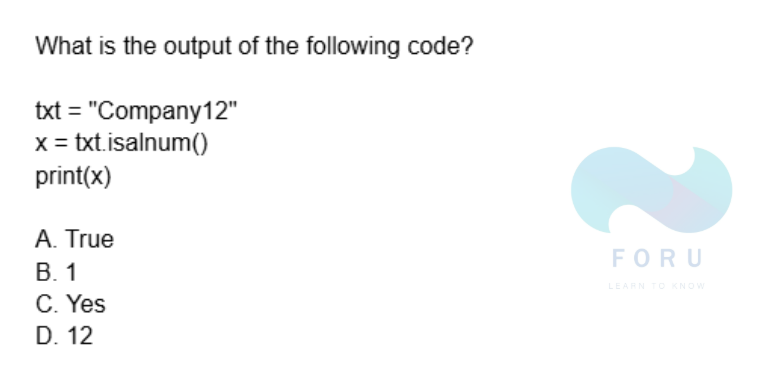 What is the output of the following code?
txt = "Company12"
x = txt.isalnum()
print(x)
A. True
B. 1
C. Yes
D. 12
FORU
LEARN TO KNOW